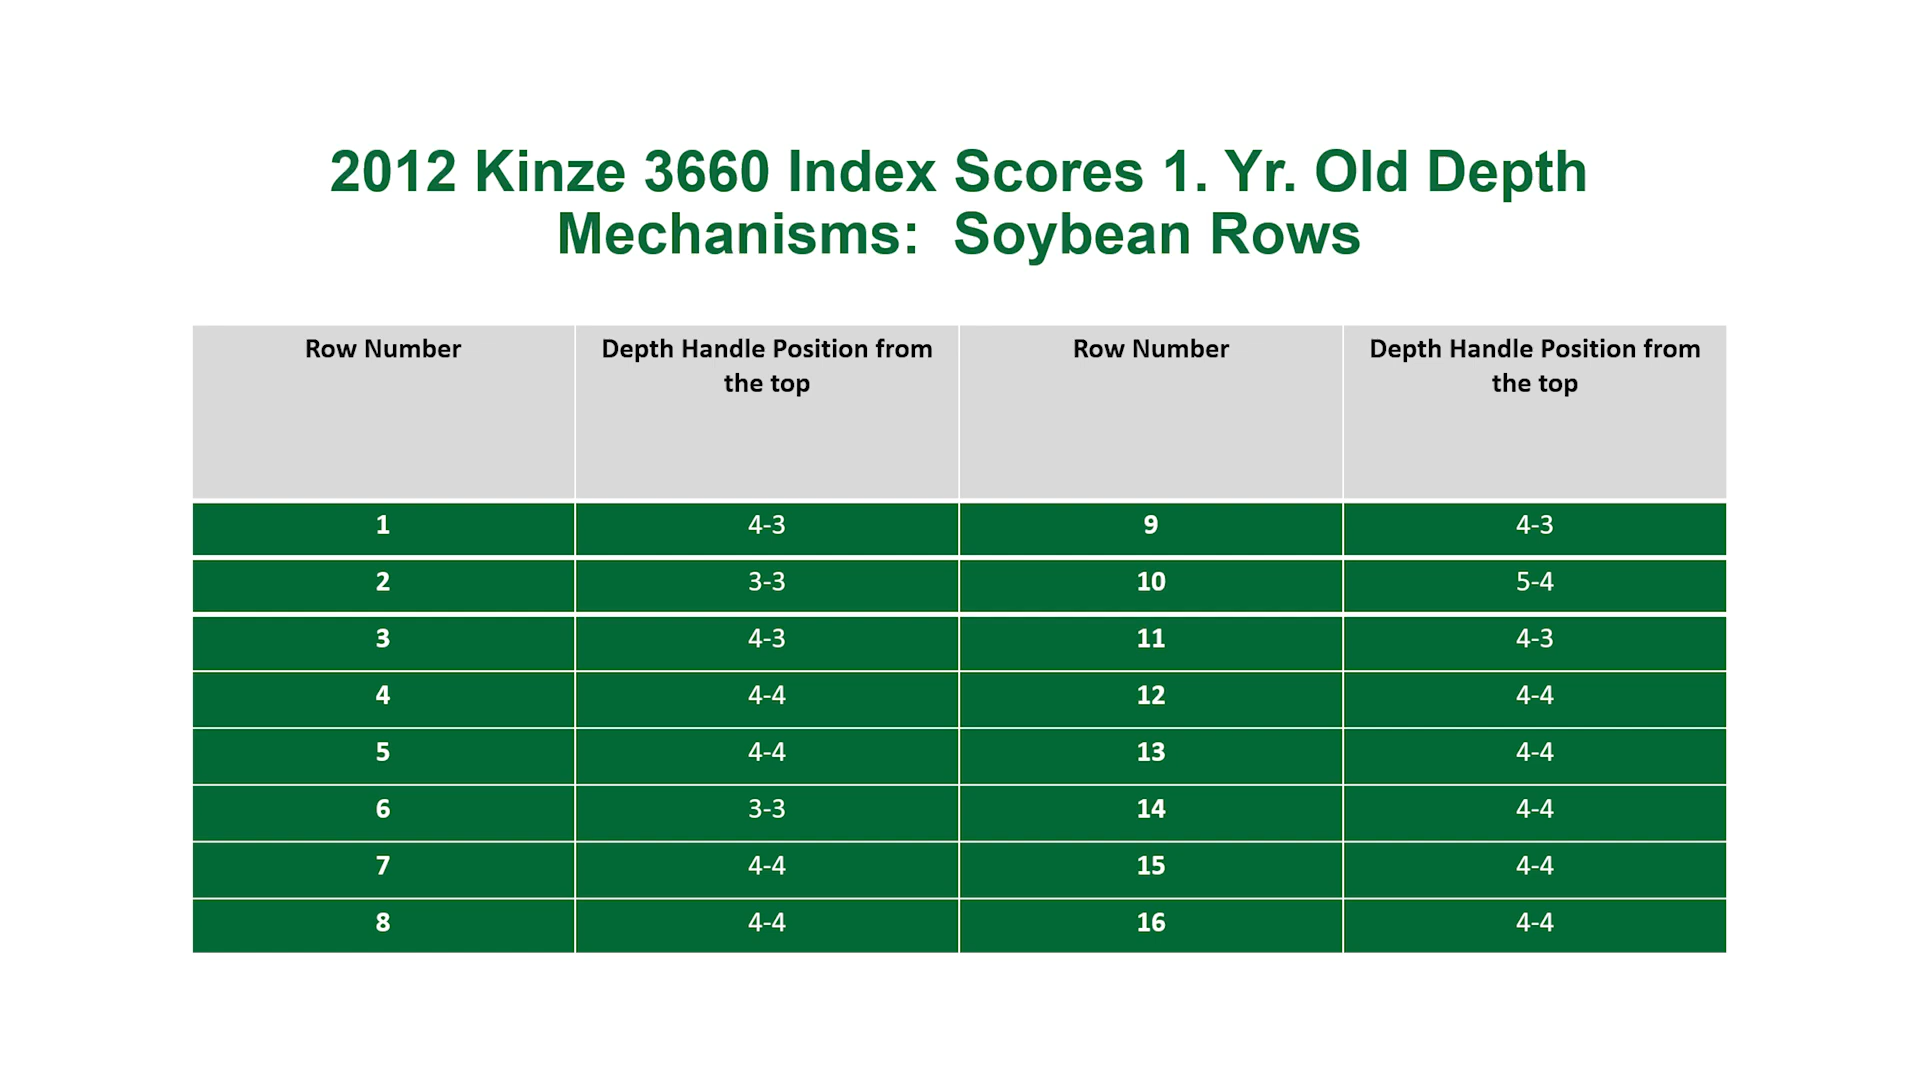 2012 Kinze 3660 Index Scores 1. Yr. Old Depth
Mechanisms:  Soybean Rows
Row Number Depth Handle Position from the top Row Number Depth Handle Position from the top
1 4-3 9 4-3
2 3-3 10 5-4
3 4-3 11 4-3
4 4-4 12 4-4
5 4-4 13 4-4
6 3-3 14 4-4
7 4-4 15 4-4
8 4-4 16 4-4